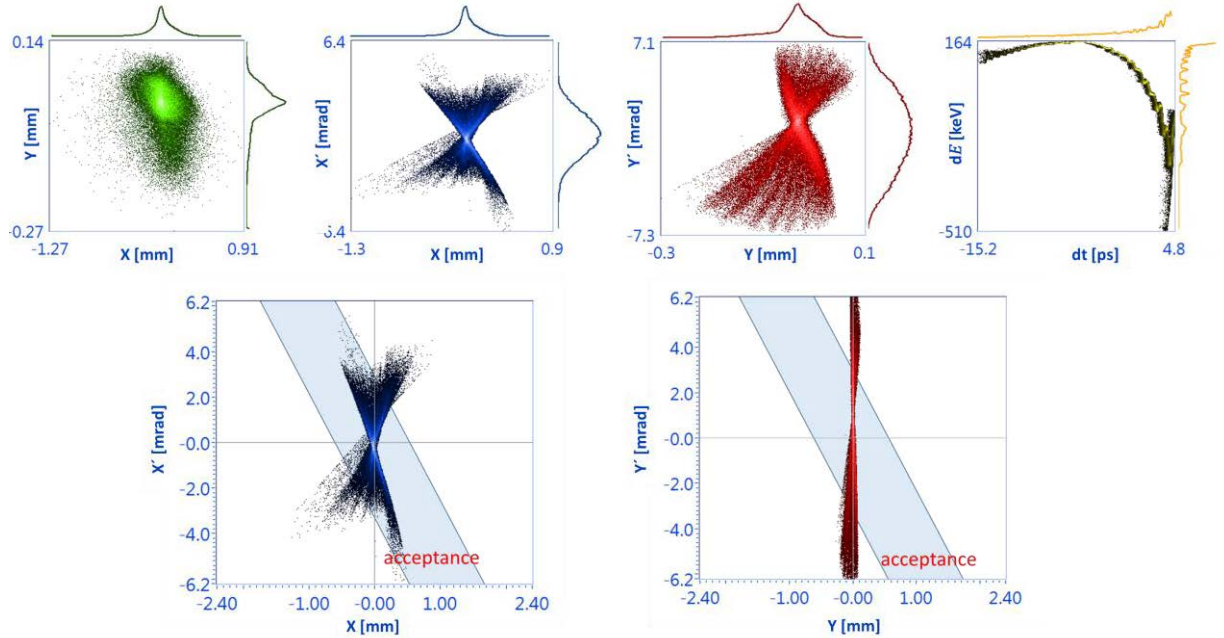 0.14
Y [mm]
-0.27
-1.27
0.91
X [mm]
6.4
X´ [mrad]
-1.3
0.9
X [mm]
7.1
Y´ [mrad]
-7.3
-0.3
0.1
Y [mm]
164
dE [keV]
-510
-15.2
4.8
dt [ps]
6.2
4.0
2.0
-0.0
-2.0
-4.0
-6.2
X´ [mrad]
acceptance
-2.40
-1.00
-0.00
1.00
2.40
X [mm]
6.2
4.0
2.0
-0.0
-2.0
-4.0
-6.2
Y´ [mrad]
acceptance
-2.40
-1.00
-0.00
1.00
2.40
Y [mm]